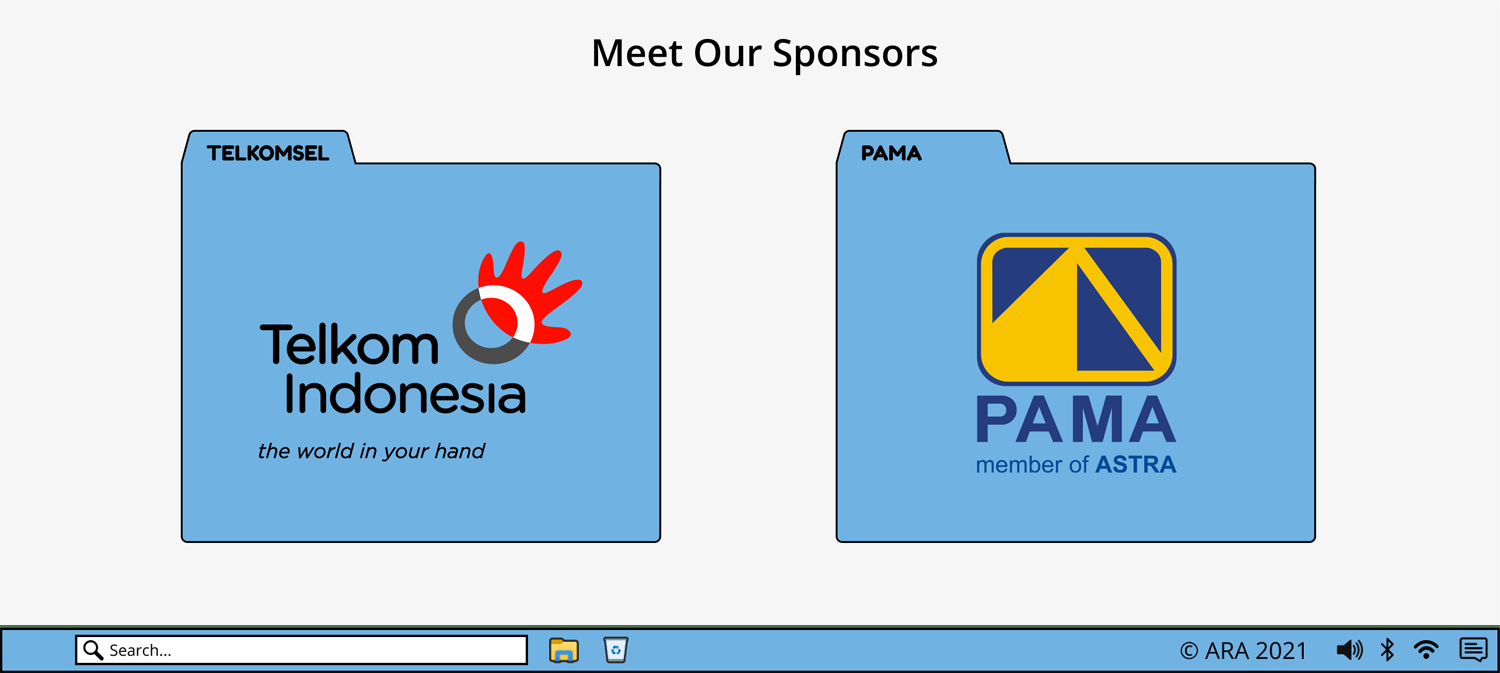 Meet Our Sponsors
TELKOMSEL
Telkom
Indonesia
the world in your hand
PAMA
PAMA
member of ASTRA
Search...
© ARA 2021